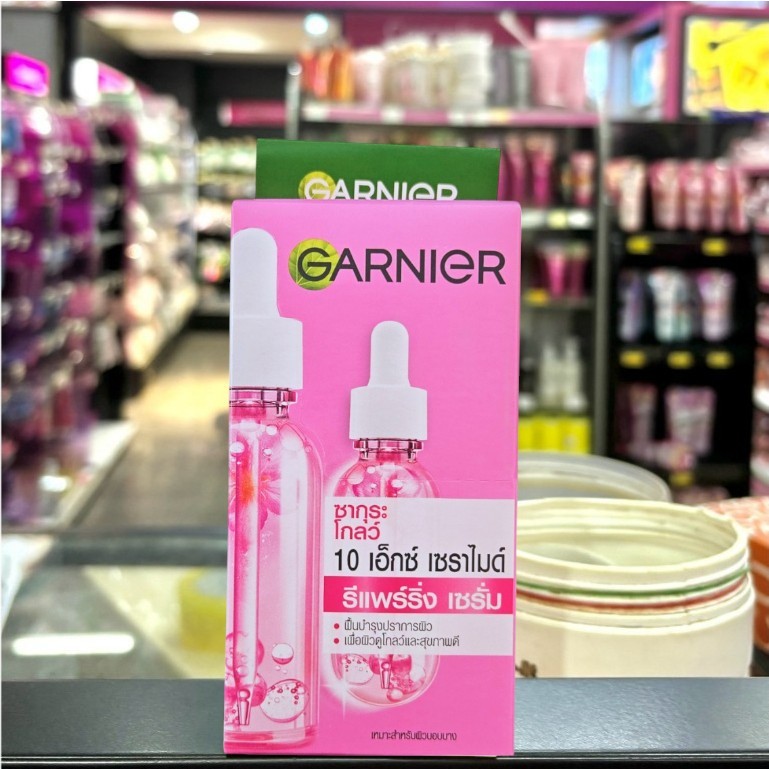 GARNIER
GARNIER
ซากุระ
โกลว์
10 เอ็กซ์ เซราไมด์
รีแพร์ริ่ง เซรั่ม
• ฟื้นบำรุงปราการผิว
• เพื่อผิวดูโกลว์และสุขภาพดี
เหมาะสำหรับผิวบอบบาง